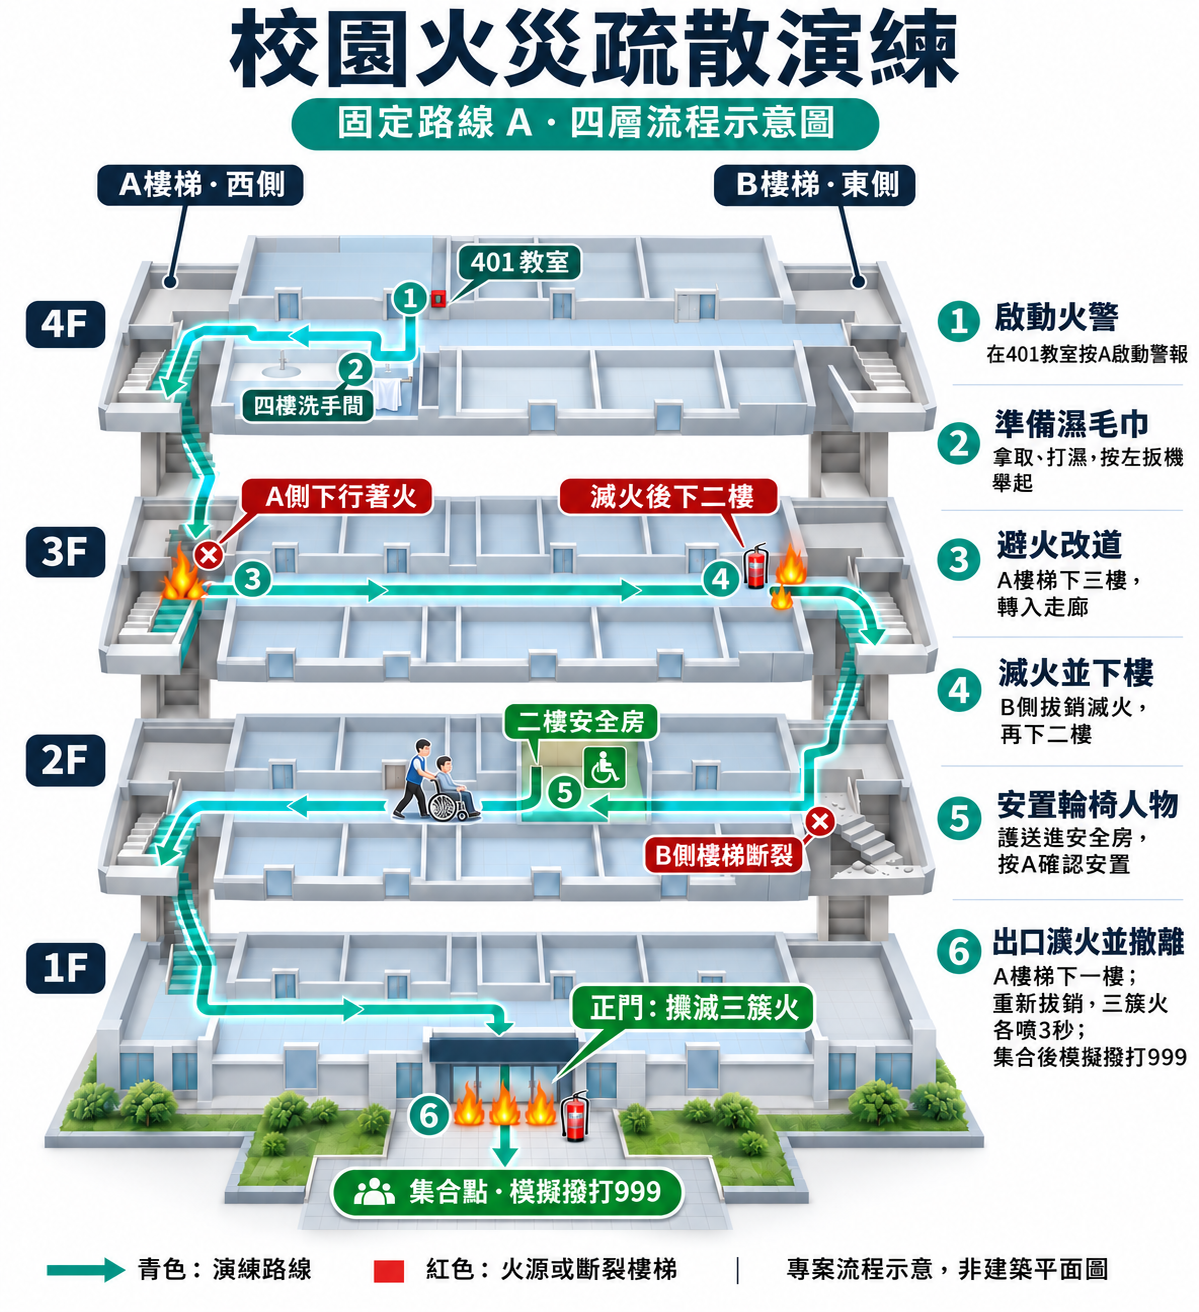 校園火災疏散演練
固定路線 A · 四層流程示意圖
A樓梯 · 西側
B樓梯 · 東側
4F
401 教室
1
2
四樓洗手間
3F
A側下行著火
滅火後下二樓
3
4
2F
二樓安全房
5
B側樓梯斷裂
1F
正門：攗滅三簇火
6
集合點 · 模擬撥打999
1 啟動火警
在401教室按A啟動警報
2 準備濕毛巾
拿取、打濕，按左扳機
舉起
3 避火改道
A樓梯下三樓，
轉入走廊
4 滅火並下樓
B側拔銷滅火，
再下二樓
5 安置輪椅人物
護送進安全房，
按A確認安置
6 出口火並撤離
A樓梯下一樓；
重新拔銷，三簇火
各噴3秒；
集合後模擬撥打999
青色：演練路線
紅色：火源或斷裂樓梯
專案流程示意，非建築平面圖